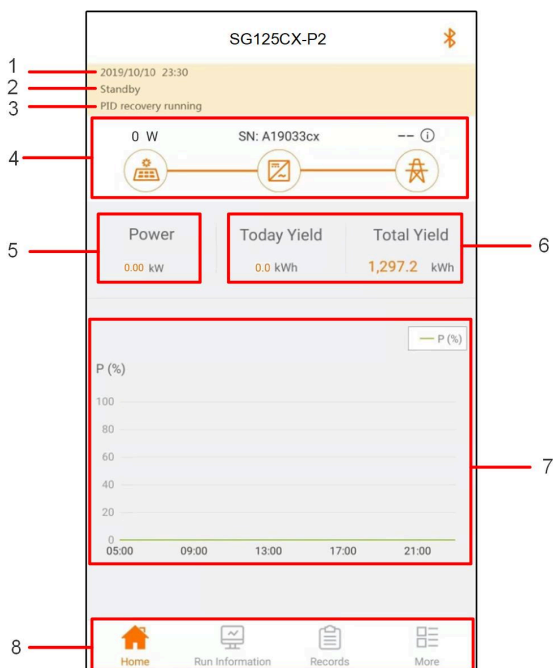 SG125CX-P2
1
2019/10/10 23:30
2
Standby
3
PID recovery running
4
0 W
SN: A19033cx
--
5
Power
0.00 kW
Today Yield
0.0 kWh
Total Yield
1,297.2 kWh
6
P (%)
P (%)
100
80
60
40
20
0
05:00 09:00 13:00 17:00 21:00
7
8
Home Run Information Records More